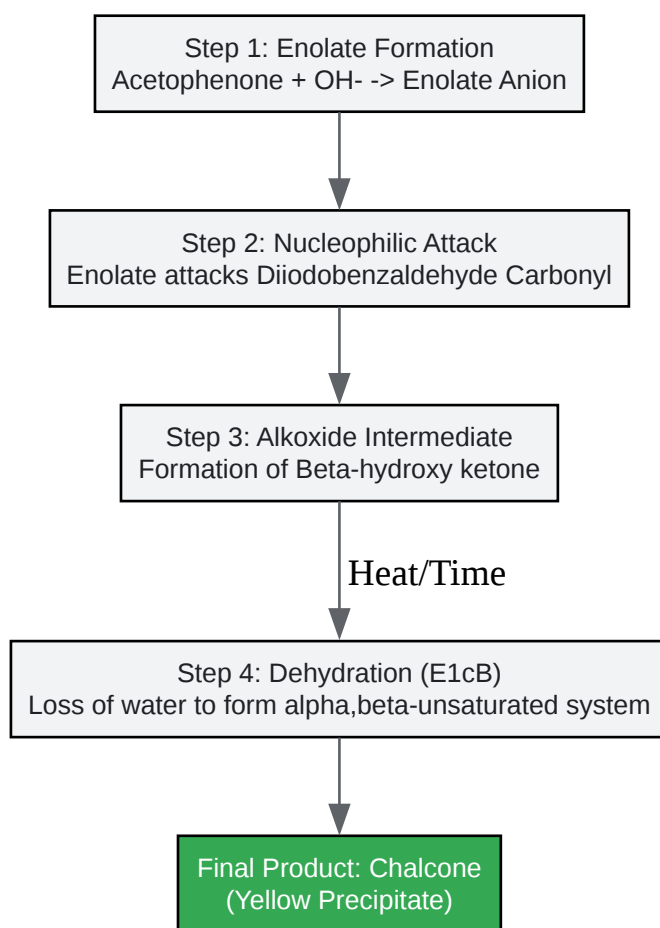 Step 1: Enolate Formation
Acetophenone + OH- -> Enolate Anion
Step 2: Nucleophilic Attack
Enolate attacks Diiodobenzaldehyde Carbonyl
Step 3: Alkoxide Intermediate
Formation of Beta-hydroxy ketone
Heat/Time
Step 4: Dehydration (E1cB)
Loss of water to form alpha,beta-unsaturated system
Final Product: Chalcone
(Yellow Precipitate)